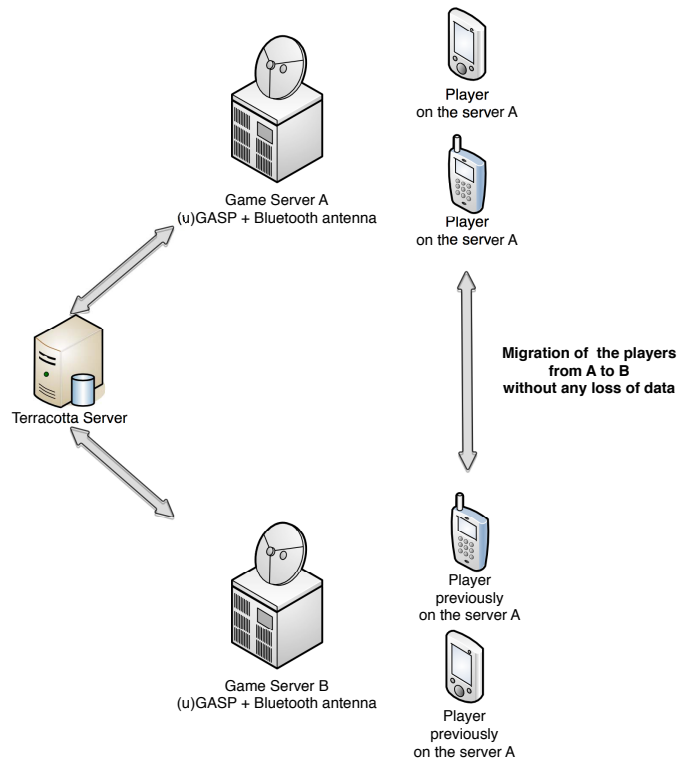 Player
on the server A
Game Server A
(u)GASP + Bluetooth antenna
Player
on the server A
Migration of the players
from A to B
without any loss of data
Terracotta Server
Player
previously
on the server A
Game Server B
(u)GASP + Bluetooth antenna
Player
previously
on the server A